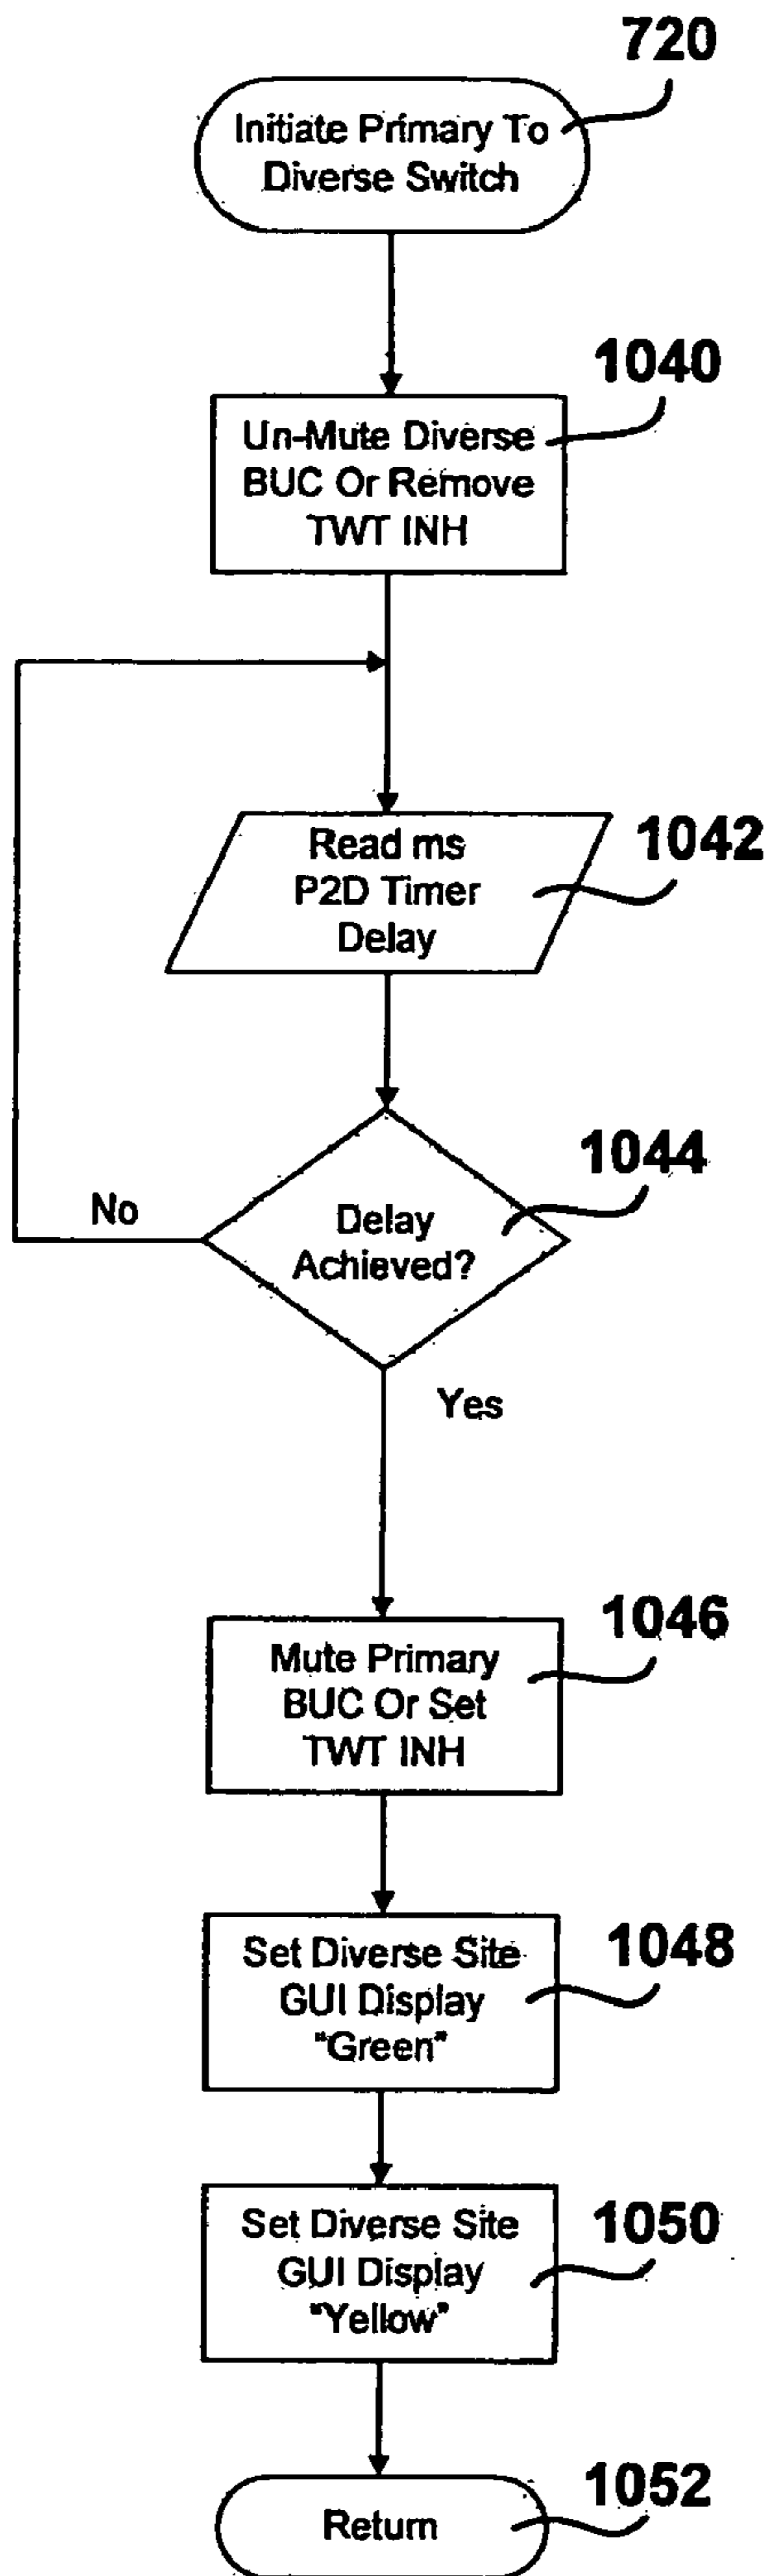 720
Initiate Primary To
Diverse Switch
1040
Un-Mute Diverse
BUC Or Remove
TWT INH
1042
Read ms
P2D Timer
Delay
1044
No
Delay
Achieved?
Yes
1046
Mute Primary
BUC Or Set
TWT INH
1048
Set Diverse Site
GUI Display
"Green"
1050
Set Diverse Site
GUI Display
"Yellow"
1052
Return